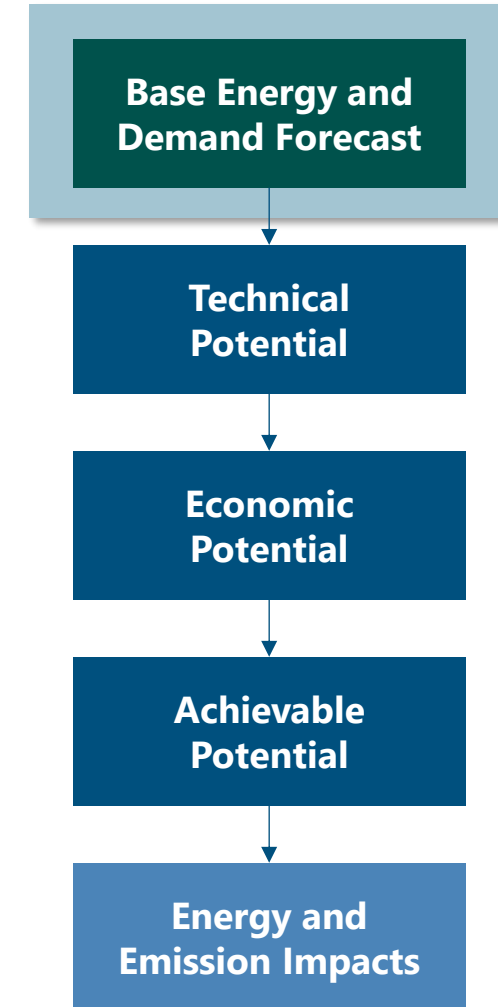 Base Energy and
Demand Forecast
Technical
Potential
Economic
Potential
Achievable
Potential
Energy and
Emission Impacts